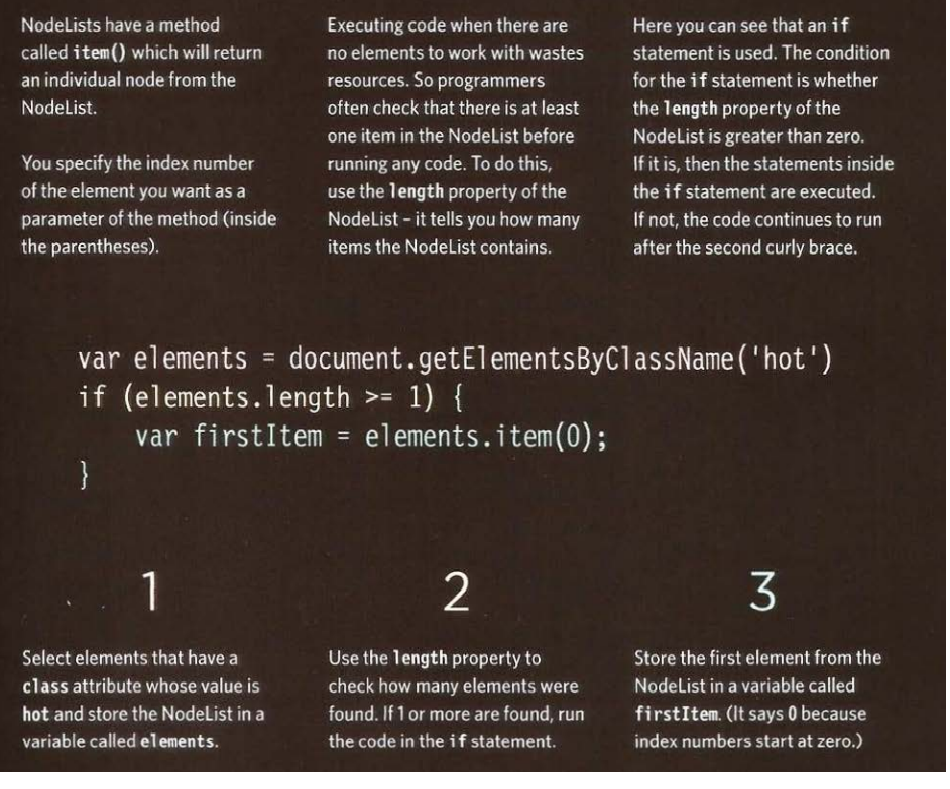 NodeLists have a method
called item() which will return
an individual node from the
NodeList.
You specify the index number
of the element you want as a
parameter of the method (inside
the parentheses).
Executing code when there are
no elements to work with wastes
resources. So programmers
often check that there is at least
one item in the NodeList before
running any code. To do this,
use the length property of the
NodeList - it tells you how many
items the NodeList contains.
Here you can see that an if
statement is used. The condition
for the if statement is whether
the length property of the
NodeList is greater than zero.
If it is, then the statements inside
the if statement are executed.
If not, the code continues to run
after the second curly brace.
var elements = document.getElementsByClassName('hot')
if (elements.length >= 1) {
    var firstItem = elements.item(0);
}
1
Select elements that have a
class attribute whose value is
hot and store the NodeList in a
variable called elements.
2
Use the length property to
check how many elements were
found. If 1 or more are found, run
the code in the if statement.
3
Store the first element from the
NodeList in a variable called
firstItem. (It says 0 because
index numbers start at zero.)